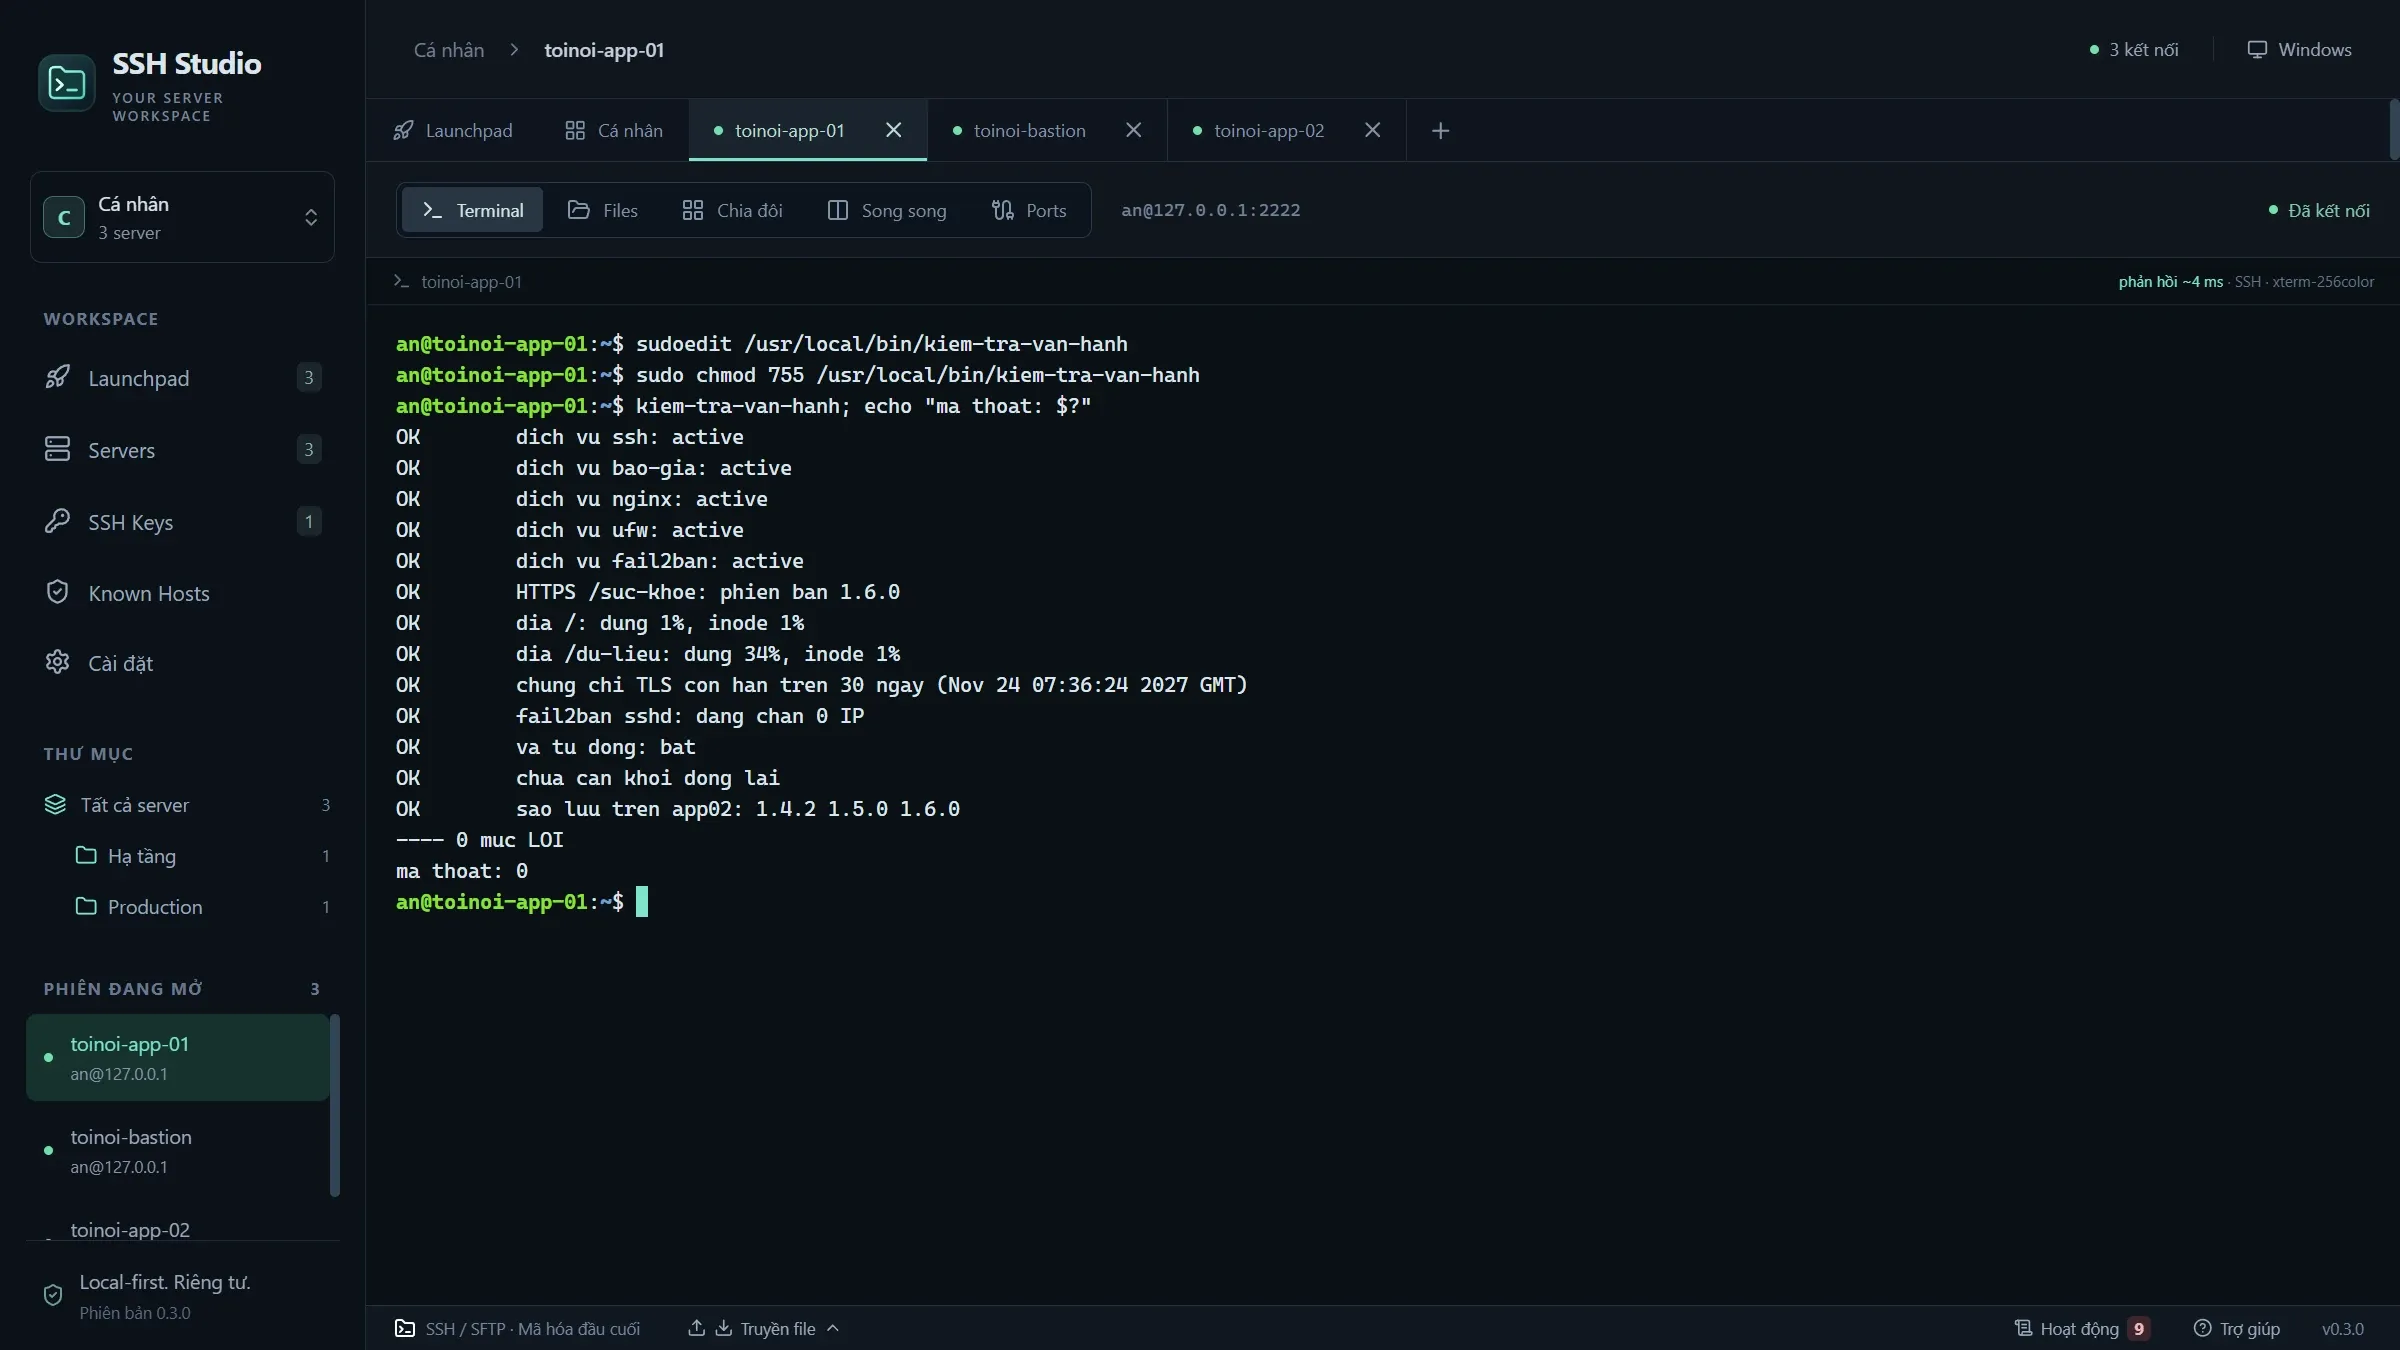 SSH Studio
YOUR SERVER
WORKSPACE
C
Cá nhân
3 server
WORKSPACE
Launchpad 3
Servers 3
SSH Keys 1
Known Hosts
Cài đặt
THƯ MỤC
Tất cả server 3
Hạ tầng 1
Production 1
PHIÊN ĐANG MỞ 3
toinoi-app-01
an@127.0.0.1
toinoi-bastion
an@127.0.0.1
toinoi-app-02
Local-first. Riêng tư.
Phiên bản 0.3.0
Cá nhân > toinoi-app-01
3 kết nối
Windows
Launchpad
Cá nhân
toinoi-app-01
toinoi-bastion
toinoi-app-02
Terminal
Files
Chia đôi
Song song
Ports
an@127.0.0.1:2222
Đã kết nối
toinoi-app-01
phản hồi ~4 ms · SSH · xterm-256color
an@toinoi-app-01:~$ sudoedit /usr/local/bin/kiem-tra-van-hanh
an@toinoi-app-01:~$ sudo chmod 755 /usr/local/bin/kiem-tra-van-hanh
an@toinoi-app-01:~$ kiem-tra-van-hanh; echo "ma thoat: $?"
OK dich vu ssh: active
OK dich vu bao-gia: active
OK dich vu nginx: active
OK dich vu ufw: active
OK dich vu fail2ban: active
OK HTTPS /suc-khoe: phien ban 1.6.0
OK dia /: dung 1%, inode 1%
OK dia /du-lieu: dung 34%, inode 1%
OK chung chi TLS con han tren 30 ngay (Nov 24 07:36:24 2027 GMT)
OK fail2ban sshd: dang chan 0 IP
OK va tu dong: bat
OK chua can khoi dong lai
OK sao luu tren app02: 1.4.2 1.5.0 1.6.0
---- 0 muc LOI
ma thoat: 0
an@toinoi-app-01:~$
SSH / SFTP · Mã hóa đầu cuối
Truyền file
Hoạt động 9
Trợ giúp
v0.3.0